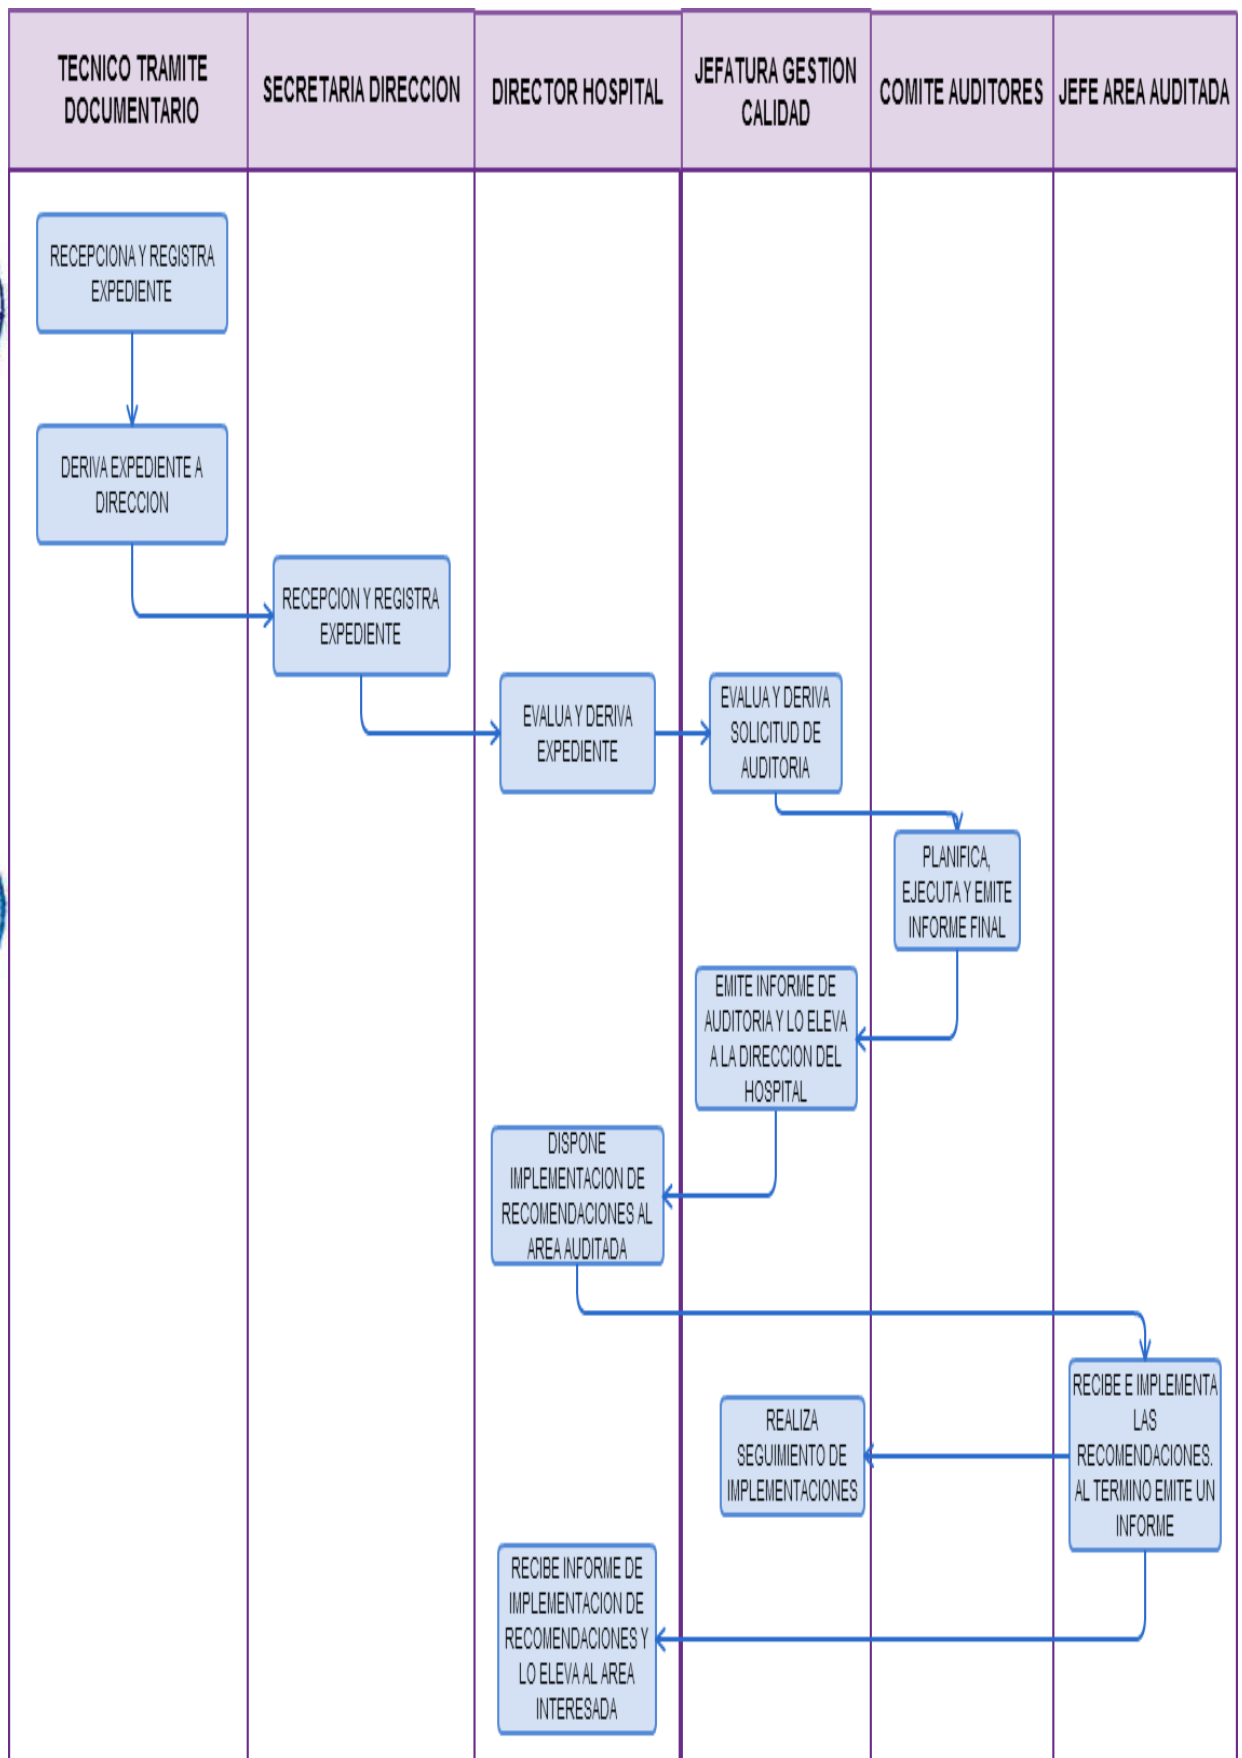 TECNICO TRAMITE
DOCUMENTARIO
SECRETARIA DIRECCION
DIRECTOR HOSPITAL
JEFATURA GESTION
CALIDAD
COMITE AUDITORES
JEFE AREA AUDITADA
RECEPCIONA Y REGISTRA
EXPEDIENTE
DERIVA EXPEDIENTE A
DIRECCION
RECEPCION Y REGISTRA
EXPEDIENTE
EVALUA Y DERIVA
EXPEDIENTE
EVALUA Y DERIVA
SOLICITUD DE
AUDITORIA
PLANIFICA,
EJECUTA Y EMITE
INFORME FINAL
EMITE INFORME DE
AUDITORIA Y LO ELEVA
A LA DIRECCION DEL
HOSPITAL
DISPONE
IMPLEMENTACION DE
RECOMENDACIONES AL
AREA AUDITADA
RECIBE E IMPLEMENTA
LAS
RECOMENDACIONES.
AL TERMINO EMITE UN
INFORME
REALIZA
SEGUIMIENTO DE
IMPLEMENTACIONES
RECIBE INFORME DE
IMPLEMENTACION DE
RECOMENDACIONES Y
LO ELEVA AL AREA
INTERESADA